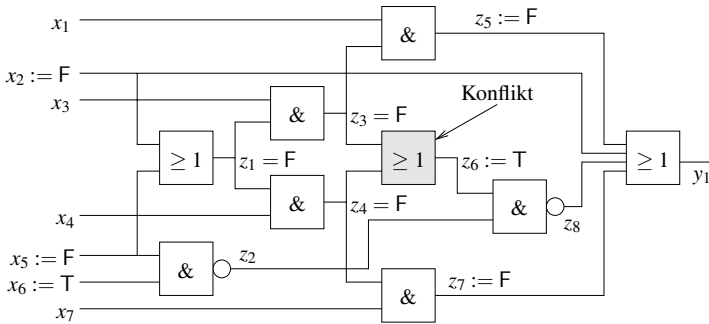 x₁
& z₅ := F
x₂ := F
x₃
& z₃ = F
Konflikt
≥ 1 z₁ = F
≥ 1 z₆ := T
≥ 1 y₁
x₄
& z₄ = F
& z₈
x₅ := F
& z₂
x₆ := T
& z₇ := F
x₇